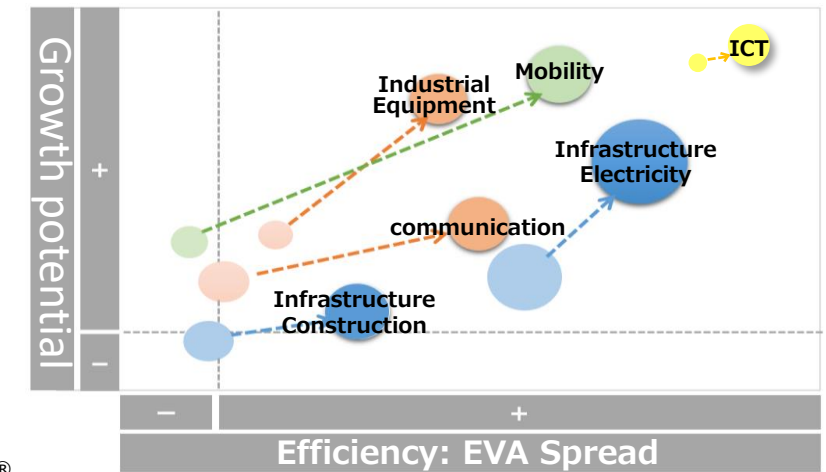 Growth potential
+
−
ICT
Mobility
Industrial
Equipment
Infrastructure
Electricity
communication
Infrastructure
Construction
− +
Efficiency: EVA Spread
®